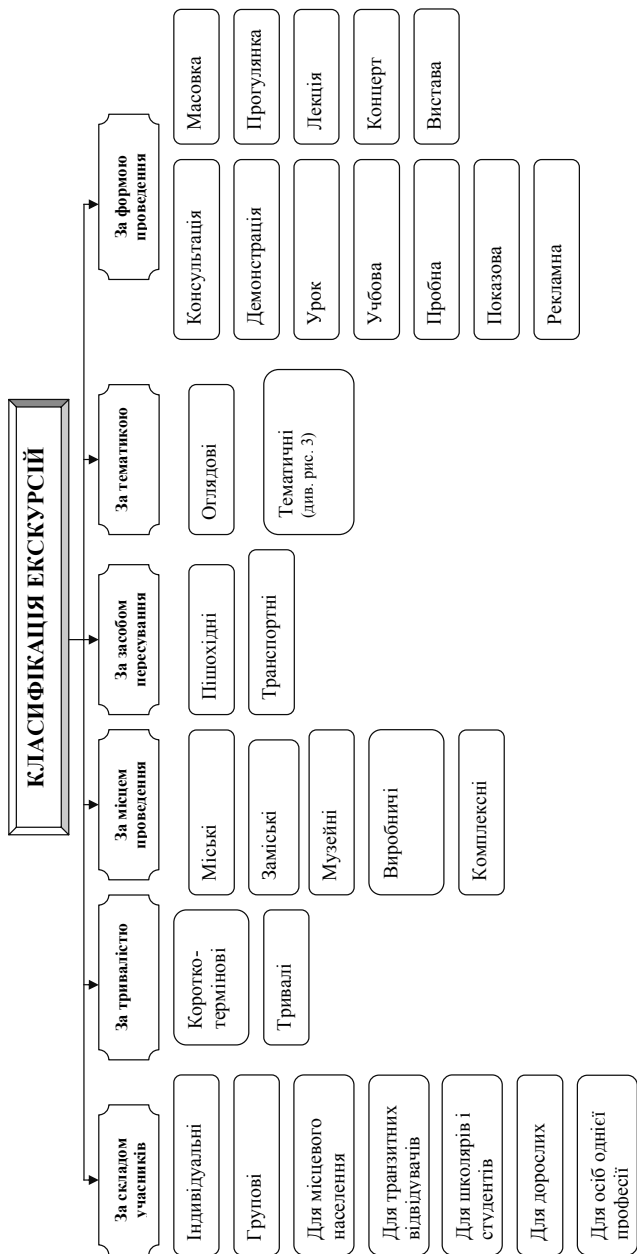 КЛАСИФІКАЦІЯ ЕКСКУРСІЙ
За складом
учасників
Індивідуальні
Групові
Для місцевого
населення
Для транзитних
відвідувачів
Для школярів і
студентів
Для дорослих
Для осіб однієї
професії
За тривалістю
Коротко-
термінові
Тривалі
За місцем
проведення
Міські
Заміські
Музейні
Виробничі
Комплексні
За засобом
пересування
Пішохідні
Транспортні
За тематикою
Оглядові
Тематичні
(див. рис. 3)
За формою
проведення
Консультація
Демонстрація
Урок
Учбова
Пробна
Показова
Рекламна
Масовка
Прогулянка
Лекція
Концерт
Вистава